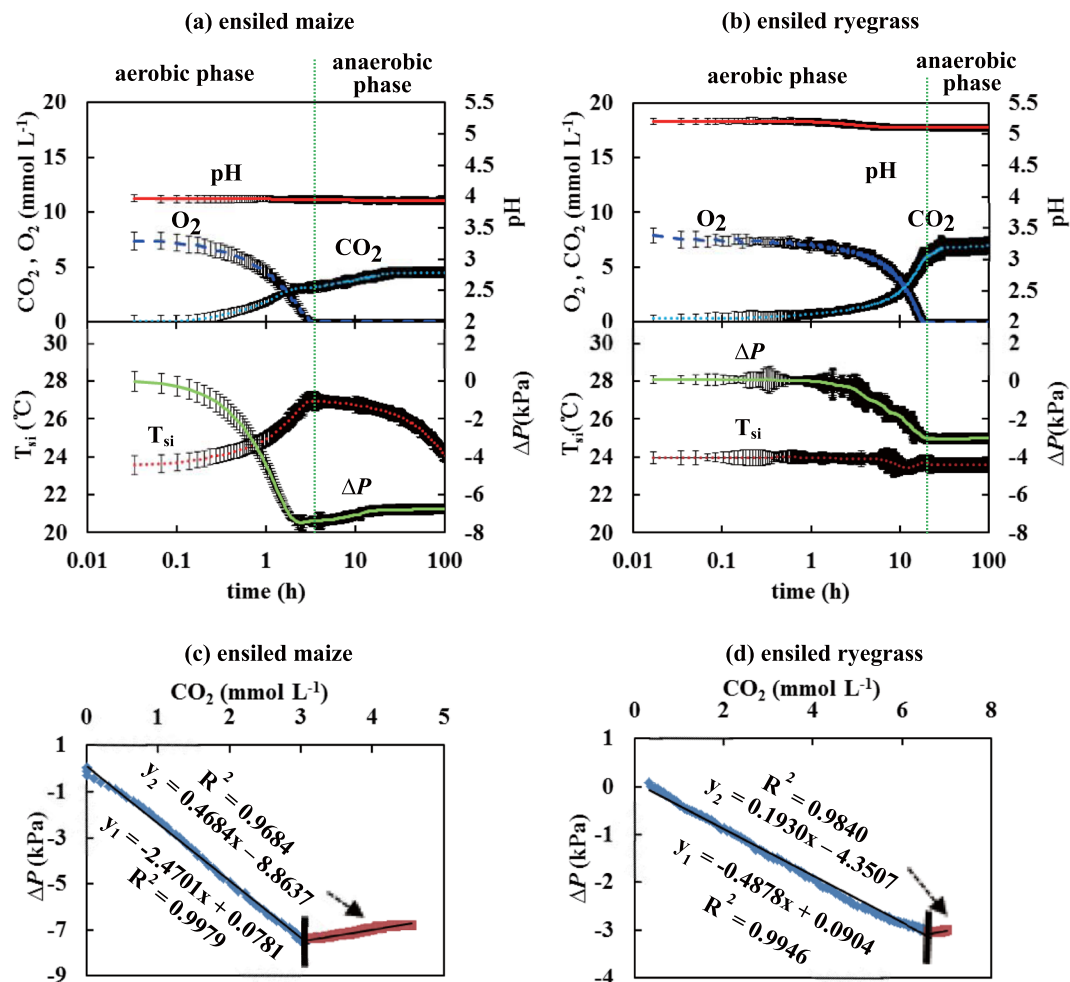 (a) ensiled maize
aerobic phase
anaerobic
phase
20
15
10
5
0
CO2 , O2 (mmol L-1)
5.5
5
4.5
4
3.5
3
2.5
2
pH
pH
O2
CO2
30
28
26
24
22
20
Tsi (℃)
2
0
-2
-4
-6
-8
ΔP(kPa)
Tsi
ΔP
0.01
0.1
1
10
100
time (h)
(b) ensiled ryegrass
aerobic phase
anaerobic
phase
20
15
10
5
0
O2 , CO2 (mmol L-1)
5.5
5
4.5
4
3.5
3
2.5
2
pH
pH
O2
CO2
30
28
26
24
22
20
Tsi(℃)
2
0
-2
-4
-6
-8
ΔP(kPa)
ΔP
Tsi
0.01
0.1
1
10
100
time (h)
(c) ensiled maize
CO2 (mmol L-1)
0
1
2
3
4
5
1
-1
-3
-5
-7
-9
ΔP (kPa)
R2 = 0.9684
y2 = 0.4684x – 8.8637
y1 = -2.4701x + 0.0781
R2 = 0.9979
(d) ensiled ryegrass
CO2 (mmol L-1)
0
2
4
6
8
1
0
-1
-2
-3
-4
ΔP (kPa)
R2 = 0.9840
y2 = 0.1930x – 4.3507
y1 = -0.4878x + 0.0904
R2 = 0.9946